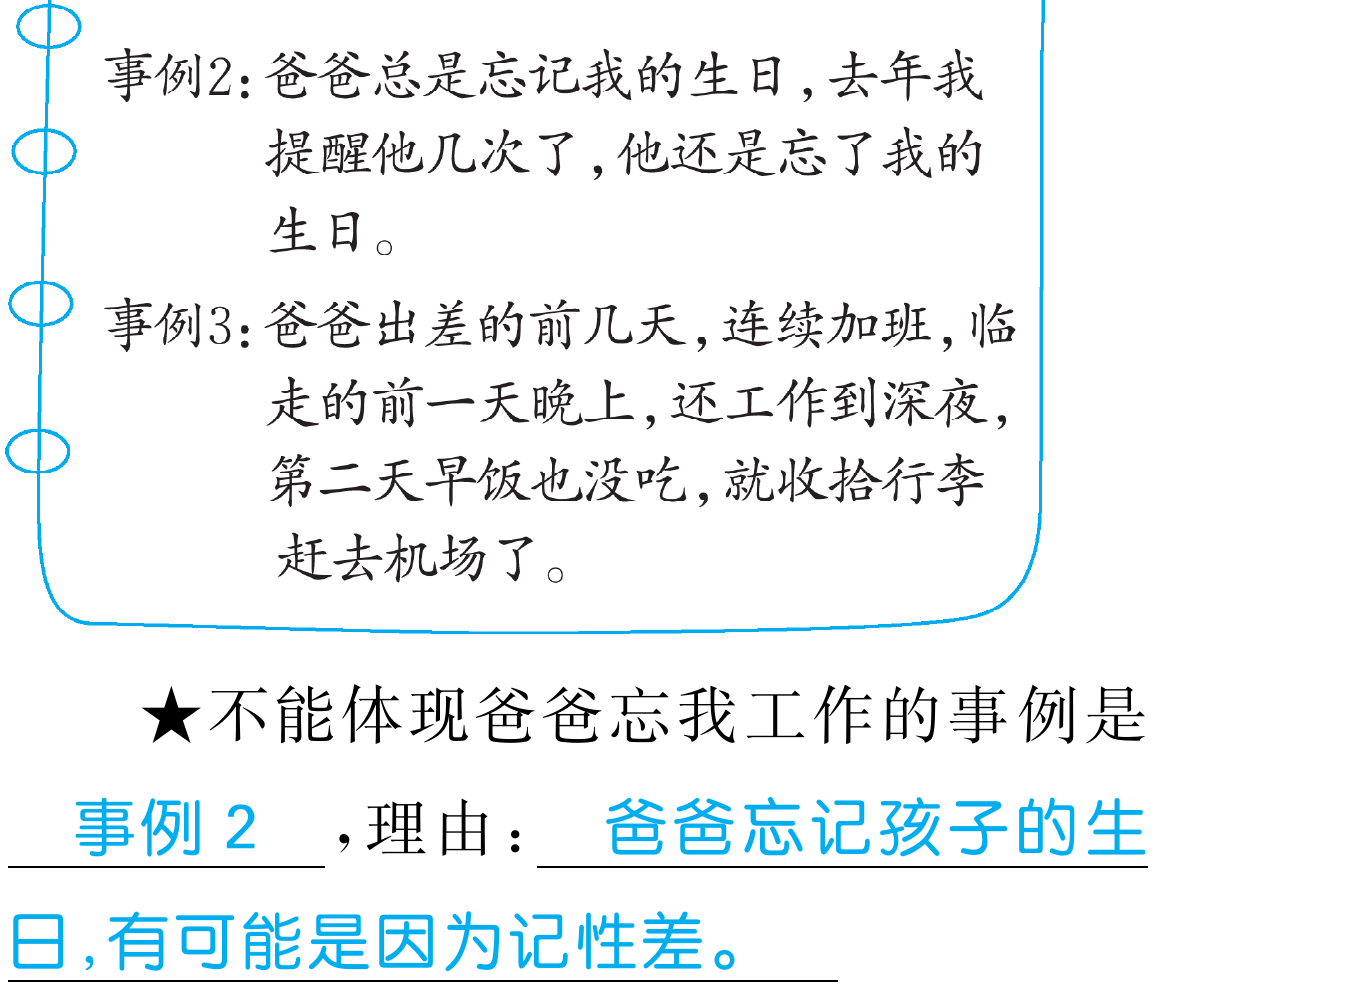 事例2：爸爸总是忘记我的生日，去年我
提醒他几次了，他还是忘了我的
生日。
事例3：爸爸出差的前几天，连续加班，临
走的前一天晚上，还工作到深夜，
第二天早饭也没吃，就收拾行李
赶去机场了。
★不能体现爸爸忘我工作的事例是
事例 2，理由：爸爸忘记孩子的生
日，有可能是因为记性差。